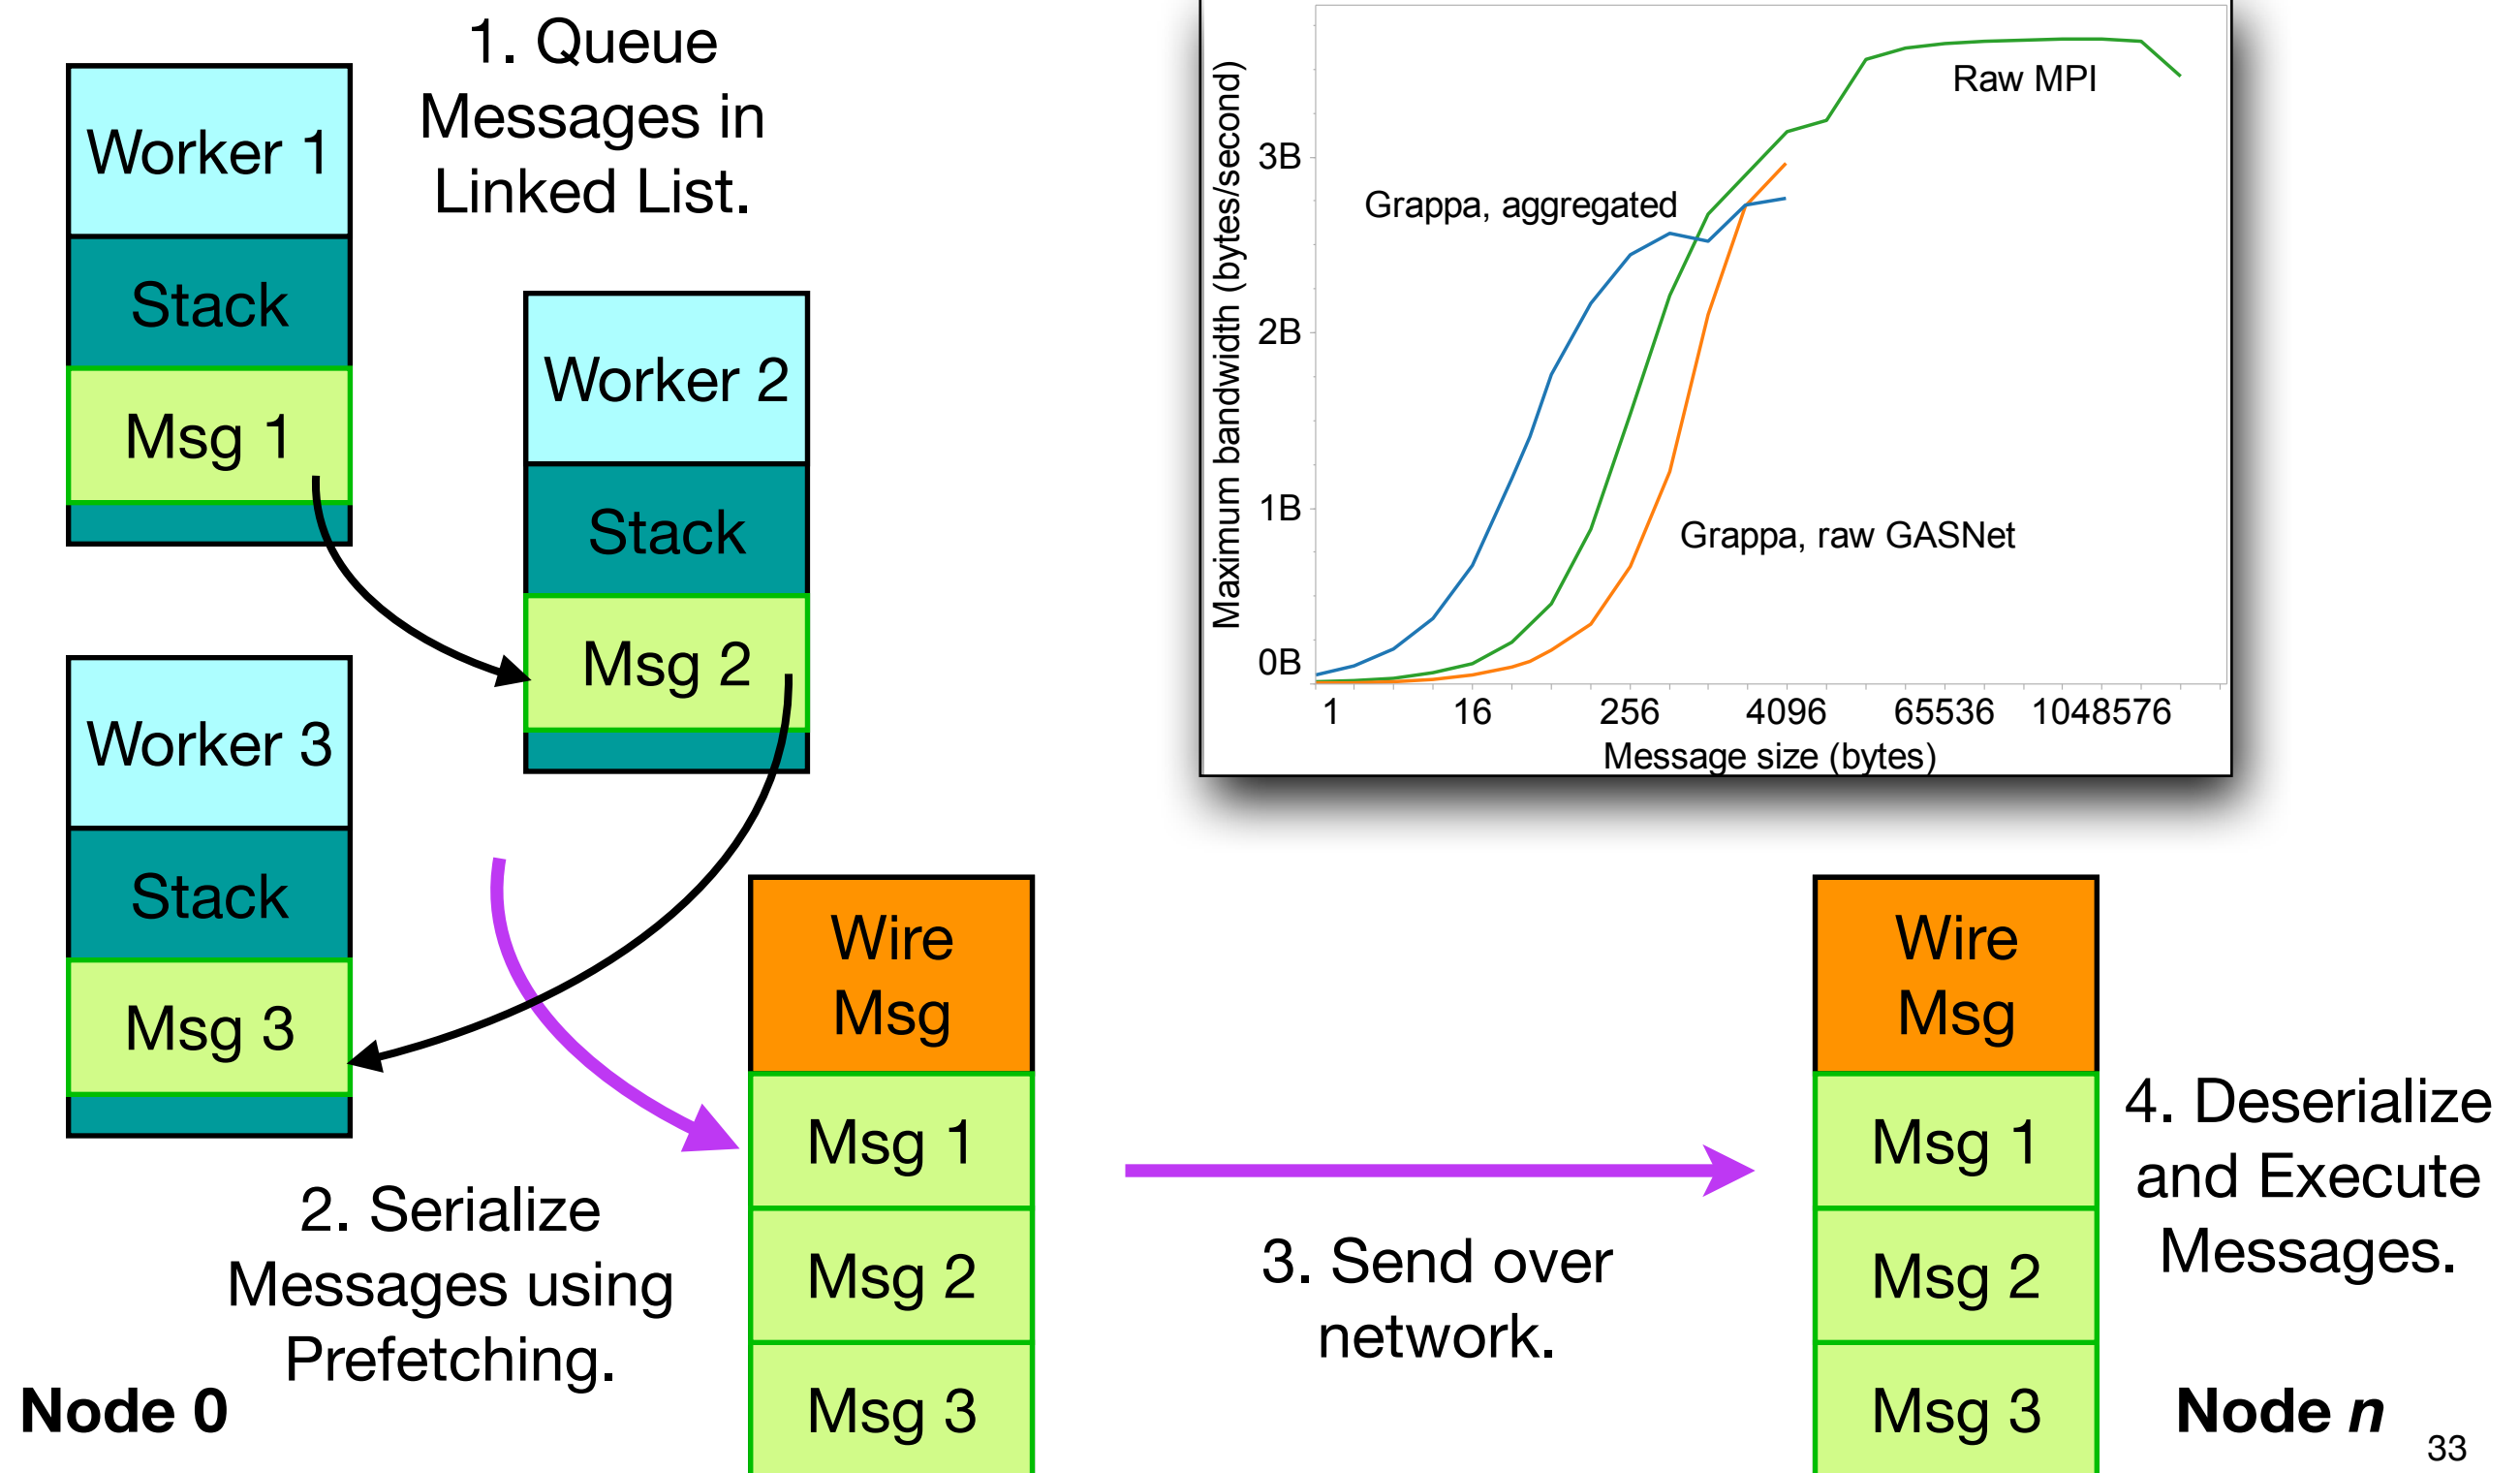 1. Queue
Messages in
Linked List.
Worker 1
Stack
Msg 1
Worker 2
Stack
Msg 2
Worker 3
Stack
Msg 3
Maximum bandwidth (bytes/second)
3B
2B
1B
0B
Raw MPI
Grappa, aggregated
Grappa, raw GASNet
1 16 256 4096 65536 1048576
Message size (bytes)
2. Serialize
Messages using
Prefetching.
Node 0
Wire
Msg
Msg 1
Msg 2
Msg 3
3. Send over
network.
Wire
Msg
Msg 1
Msg 2
Msg 3
4. Deserialize
and Execute
Messages.
Node n
33